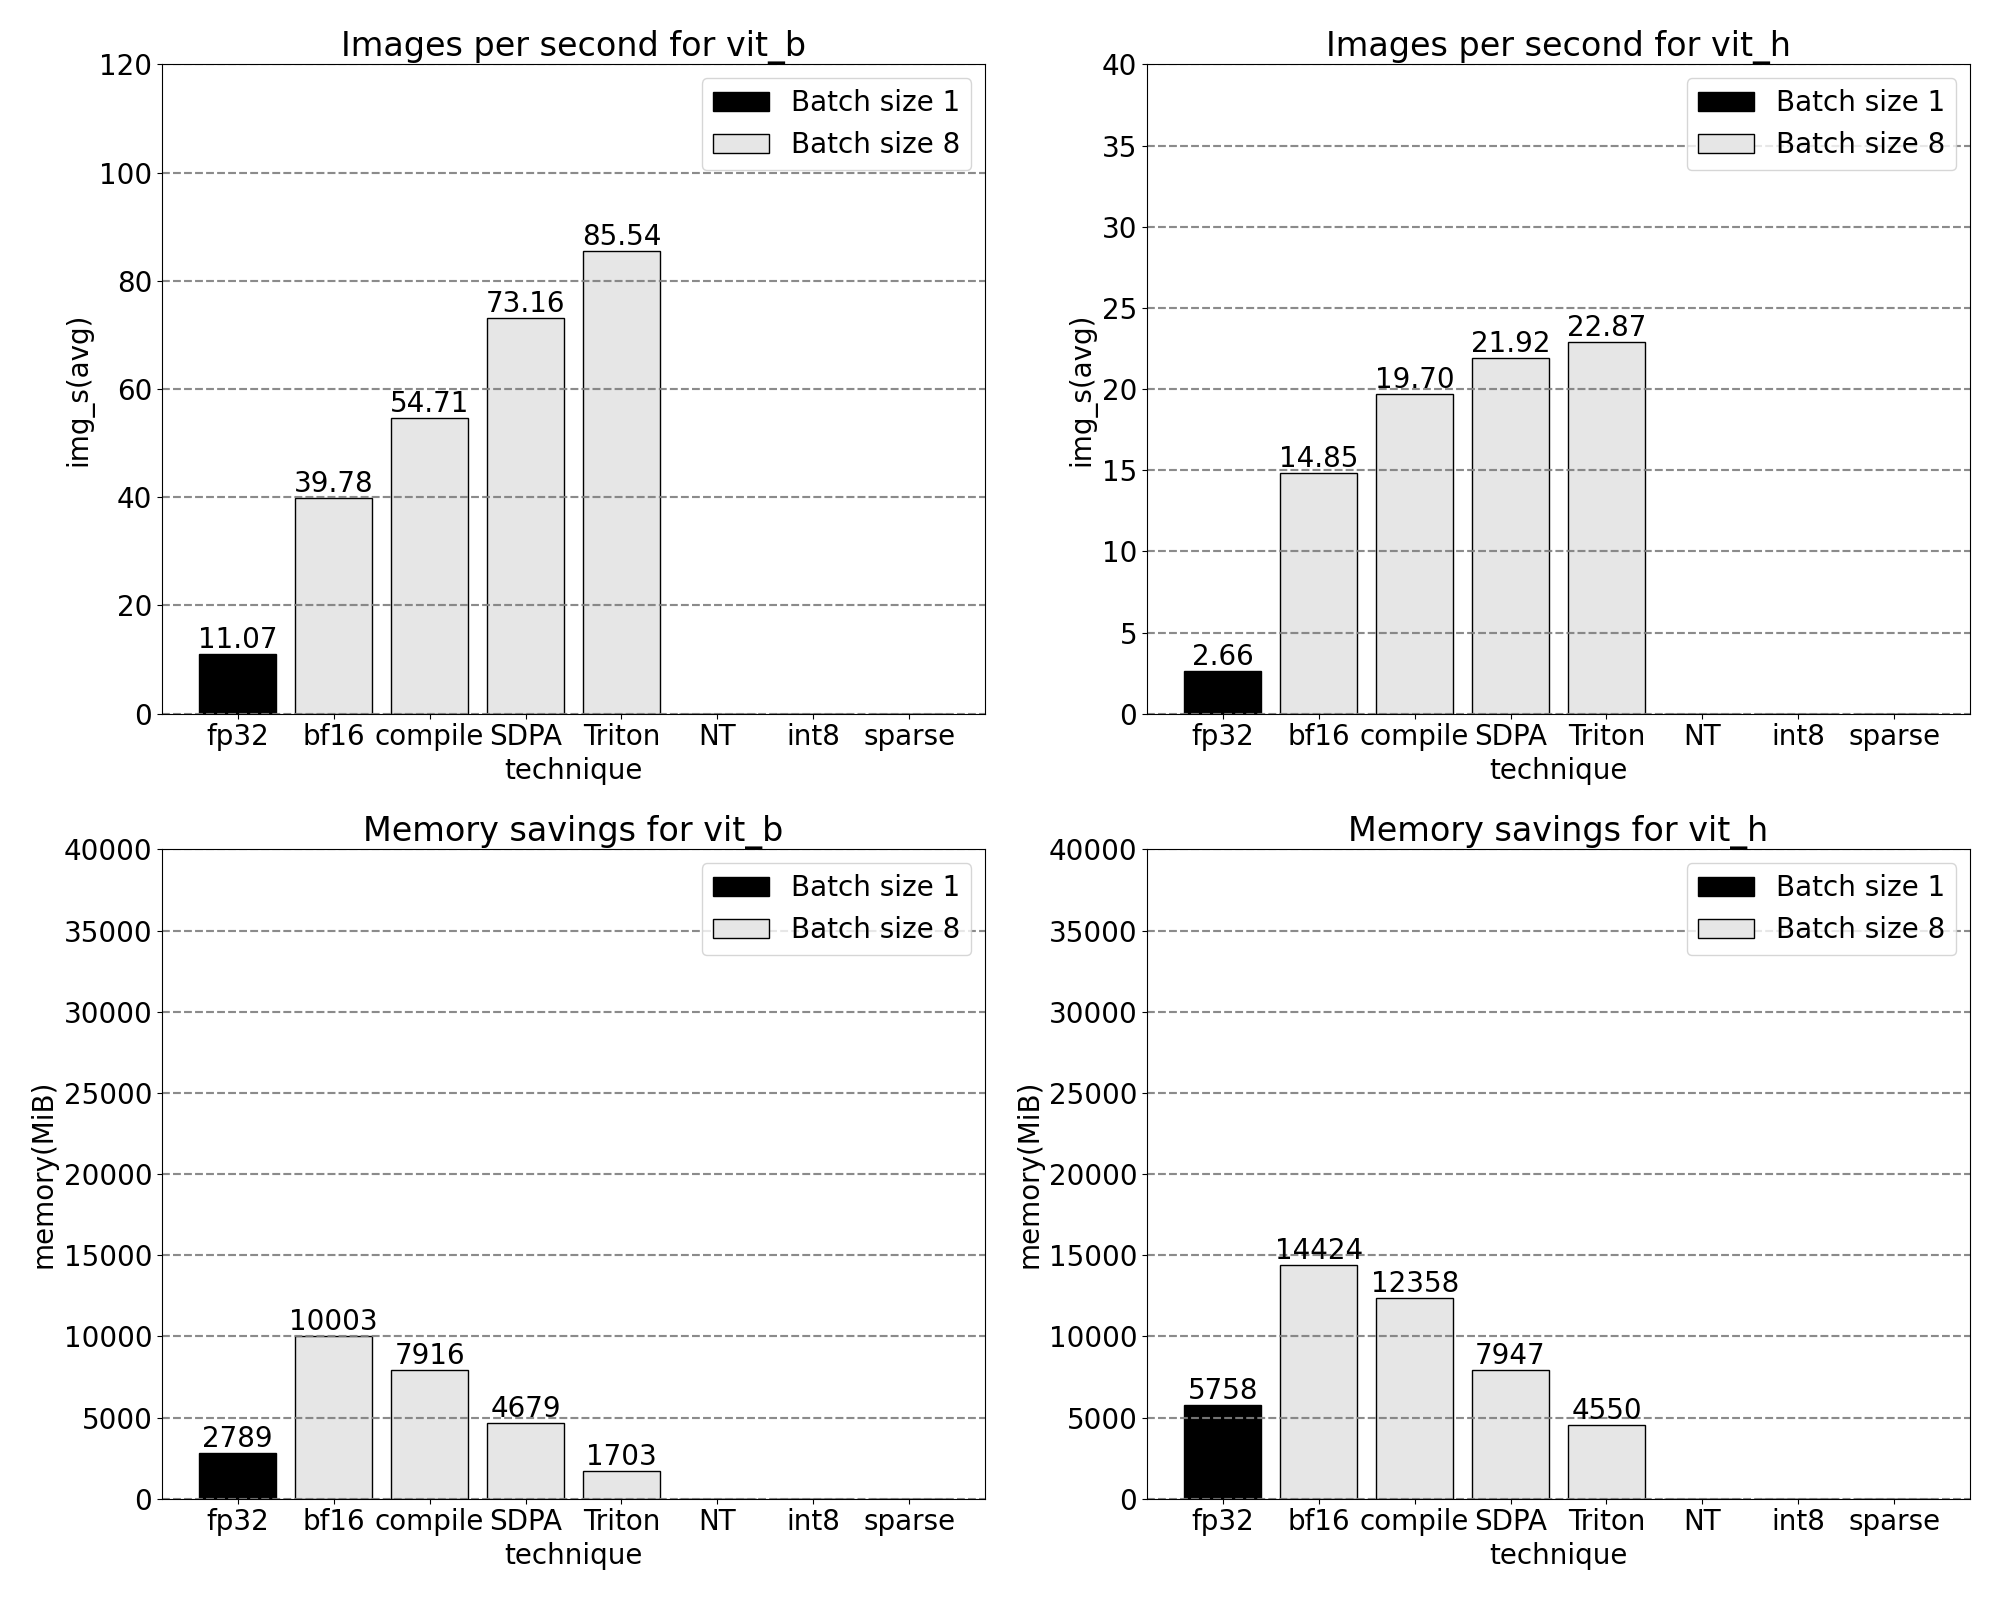 Images per second for vit_b
120
100
80
60
40
20
0
img_s(avg)
Batch size 1
Batch size 8
11.07
39.78
54.71
73.16
85.54
fp32 bf16 compile SDPA Triton NT int8 sparse
technique
Images per second for vit_h
40
35
30
25
20
15
10
5
0
img_s(avg)
Batch size 1
Batch size 8
2.66
14.85
19.70
21.92
22.87
fp32 bf16 compile SDPA Triton NT int8 sparse
technique
Memory savings for vit_b
40000
35000
30000
25000
20000
15000
10000
5000
0
memory(MiB)
Batch size 1
Batch size 8
2789
10003
7916
4679
1703
fp32 bf16 compile SDPA Triton NT int8 sparse
technique
Memory savings for vit_h
40000
35000
30000
25000
20000
15000
10000
5000
0
memory(MiB)
Batch size 1
Batch size 8
5758
14424
12358
7947
4550
fp32 bf16 compile SDPA Triton NT int8 sparse
technique